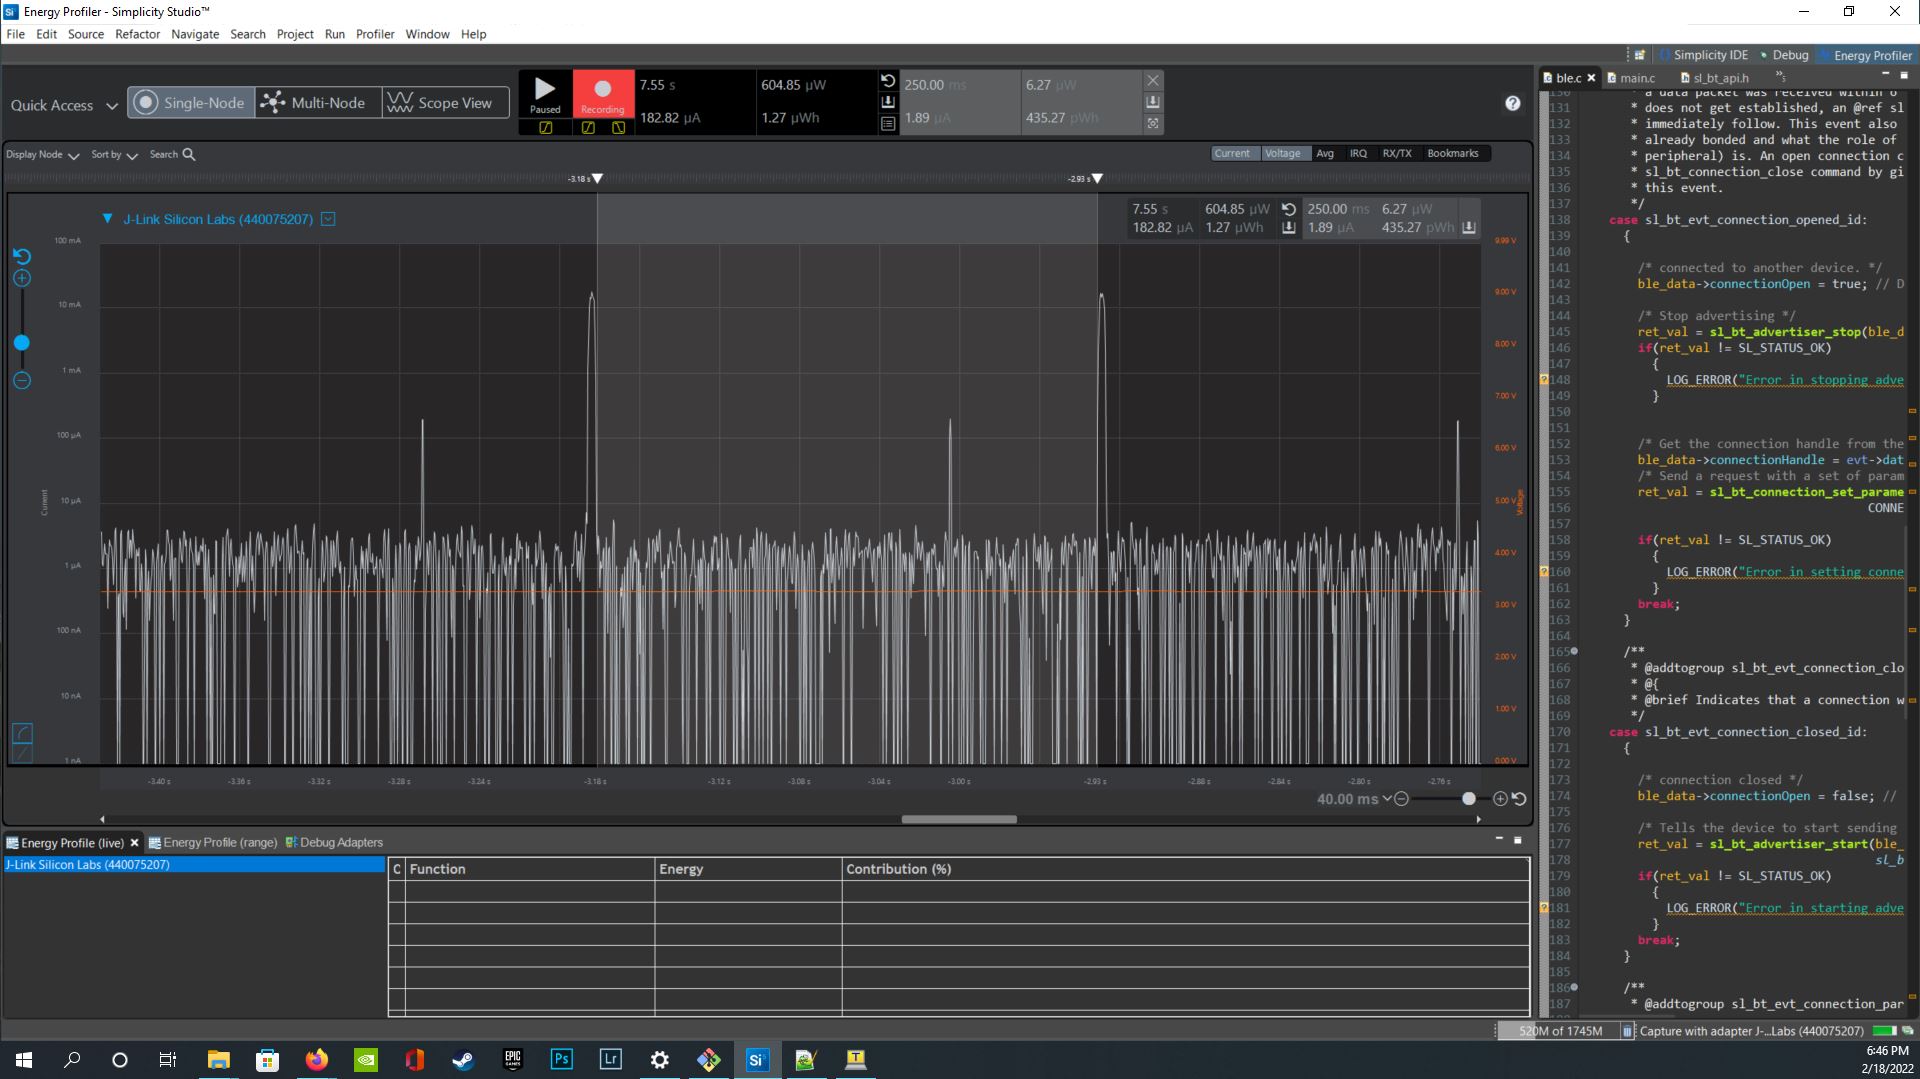 Energy Profiler - Simplicity Studio™
File Edit Source Refactor Navigate Search Project Run Profiler Window Help
Simplicity IDE Debug Energy Profiler
Quick Access Single-Node Multi-Node Scope View
Paused Recording
7.55 s 604.85 µW 250.00 ms 6.27 µW
182.82 µA 1.27 µWh 1.89 µA 435.27 pWh
Display Node Sort by Search
Current Voltage Avg IRQ RX/TX Bookmarks
-3.18 s -2.93 s
J-Link Silicon Labs (440075207)
7.55 s 604.85 µW 250.00 ms 6.27 µW
182.82 µA 1.27 µWh 1.89 µA 435.27 pWh
100 mA
10 mA
1 mA
100 µA
10 µA
1 µA
100 nA
10 nA
1 nA
Current
9.99 V
9.00 V
8.00 V
7.00 V
6.00 V
5.00 V
4.00 V
3.00 V
2.00 V
1.00 V
0.00 V
Voltage
-3.40 s -3.36 s -3.32 s -3.28 s -3.24 s -3.18 s -3.12 s -3.08 s -3.04 s -3.00 s -2.93 s -2.88 s -2.84 s -2.80 s -2.76 s
40.00 ms
Energy Profile (live) Energy Profile (range) Debug Adapters
J-Link Silicon Labs (440075207)
C Function Energy Contribution (%)
ble.c main.c sl_bt_api.h »5
130 * a data packet was received within 6
131 * does not get established, an @ref sl
132 * immediately follow. This event also
133 * already bonded and what the role of
134 * peripheral) is. An open connection c
135 * sl_bt_connection_close command by gi
136 * this event.
137 */
138 case sl_bt_evt_connection_opened_id:
139 {
140
141 /* connected to another device. */
142 ble_data->connectionOpen = true; // D
143
144 /* Stop advertising */
145 ret_val = sl_bt_advertiser_stop(ble_d
146 if(ret_val != SL_STATUS_OK)
147 {
148 LOG_ERROR("Error in stopping adve
149 }
150
151
152 /* Get the connection handle from the
153 ble_data->connectionHandle = evt->dat
154 /* Send a request with a set of param
155 ret_val = sl_bt_connection_set_parame
156 CONNE
157
158 if(ret_val != SL_STATUS_OK)
159 {
160 LOG_ERROR("Error in setting conne
161 }
162 break;
163 }
164
165 /**
166 * @addtogroup sl_bt_evt_connection_clo
167 * @{
168 * @brief Indicates that a connection w
169 */
170 case sl_bt_evt_connection_closed_id:
171 {
172
173 /* connection closed */
174 ble_data->connectionOpen = false; //
175
176 /* Tells the device to start sending
177 ret_val = sl_bt_advertiser_start(ble_
178 sl_b
179 if(ret_val != SL_STATUS_OK)
180 {
181 LOG_ERROR("Error in starting adve
182 }
183 break;
184 }
185
186 /**
187 * @addtogroup sl_bt_evt_connection_par
520M of 1745M Capture with adapter J-...Labs (440075207)
EPIC GAMES Ps Lr Si T
6:46 PM
2/18/2022